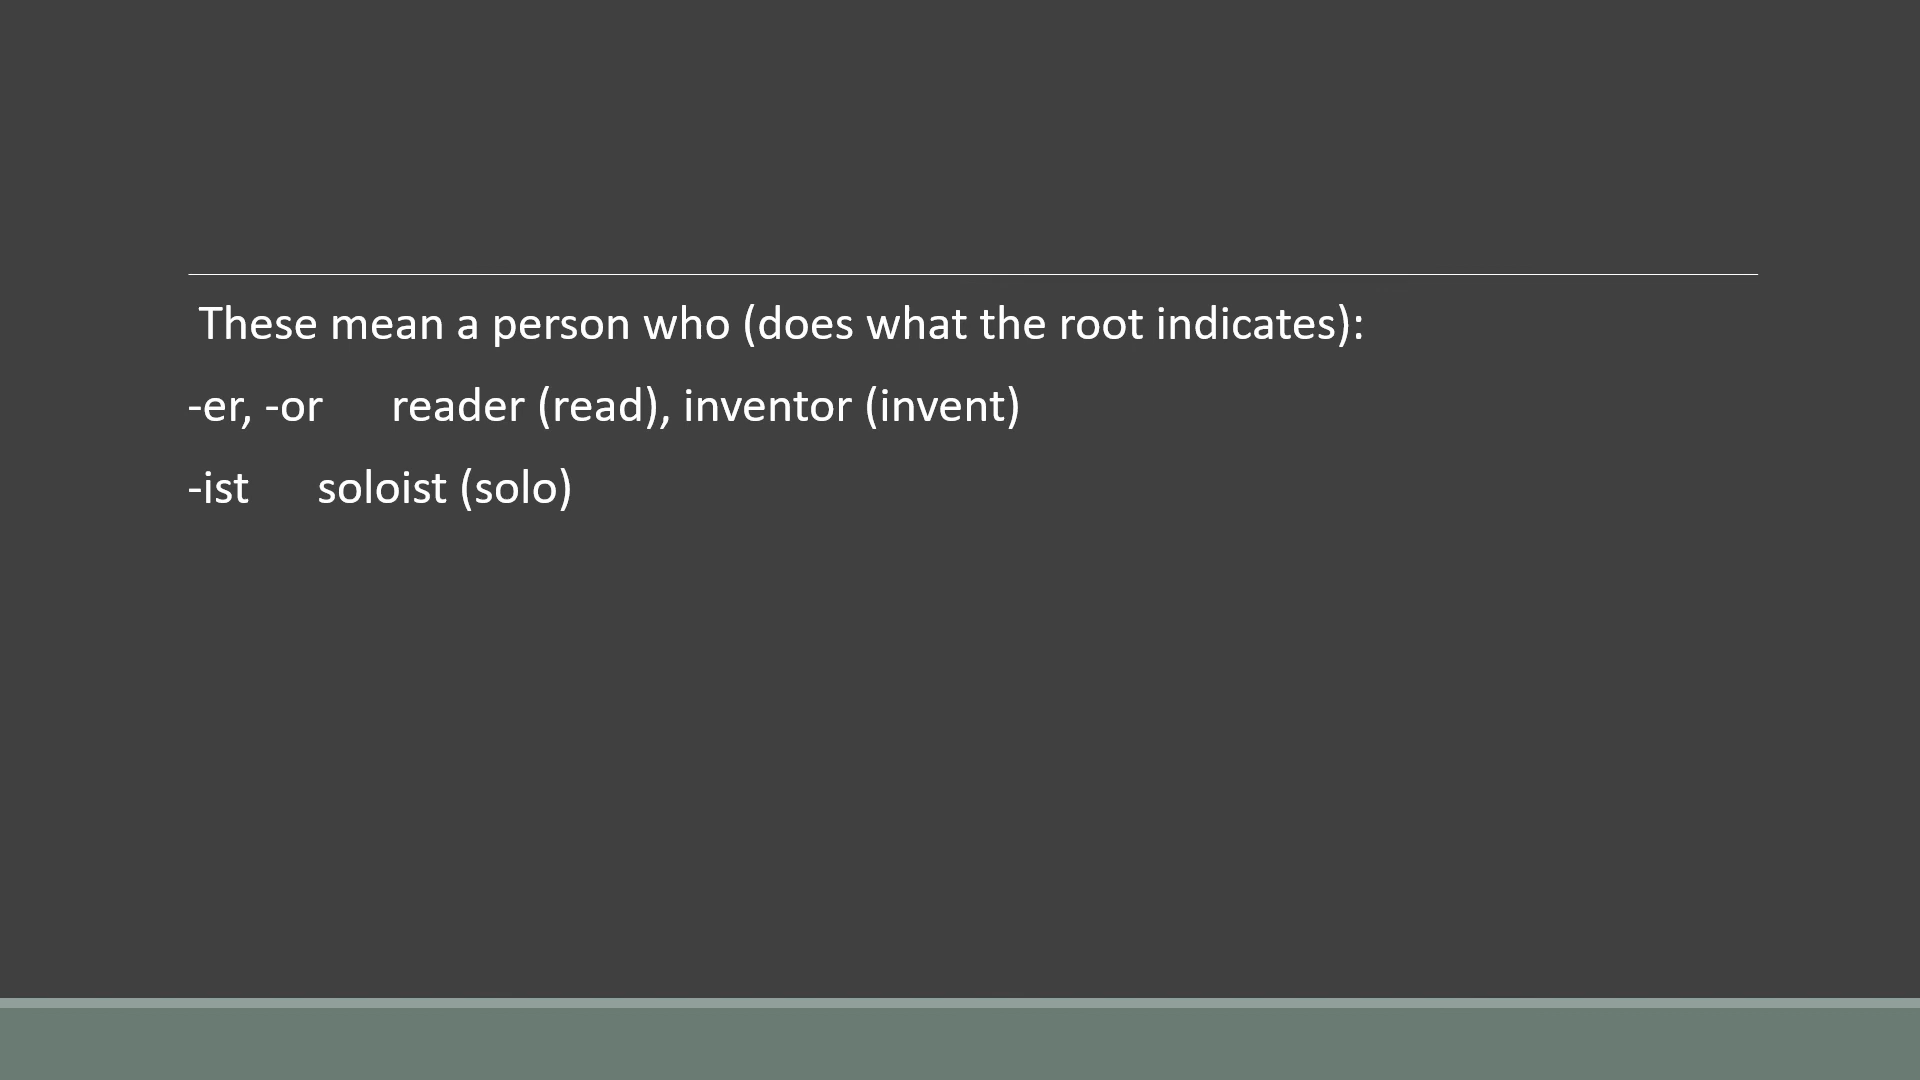 These mean a person who (does what the root indicates):
-er, -or reader (read), inventor (invent)
-ist soloist (solo)